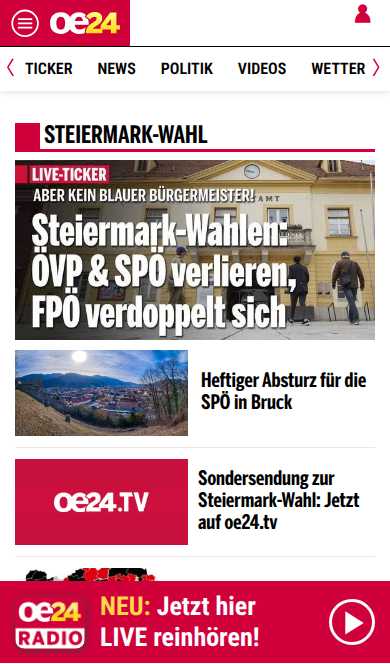 oe24
TICKER NEWS POLITIK VIDEOS WETTER
STEIERMARK-WAHL
LIVE-TICKER
ABER KEIN BLAUER BÜRGERMEISTER!
AMT
Steiermark-Wahlen:
ÖVP & SPÖ verlieren,
FPÖ verdoppelt sich
Heftiger Absturz für die
SPÖ in Bruck
oe24.TV
Sondersendung zur
Steiermark-Wahl: Jetzt
auf oe24.tv
oe24
RADIO
NEU: Jetzt hier
LIVE reinhören!